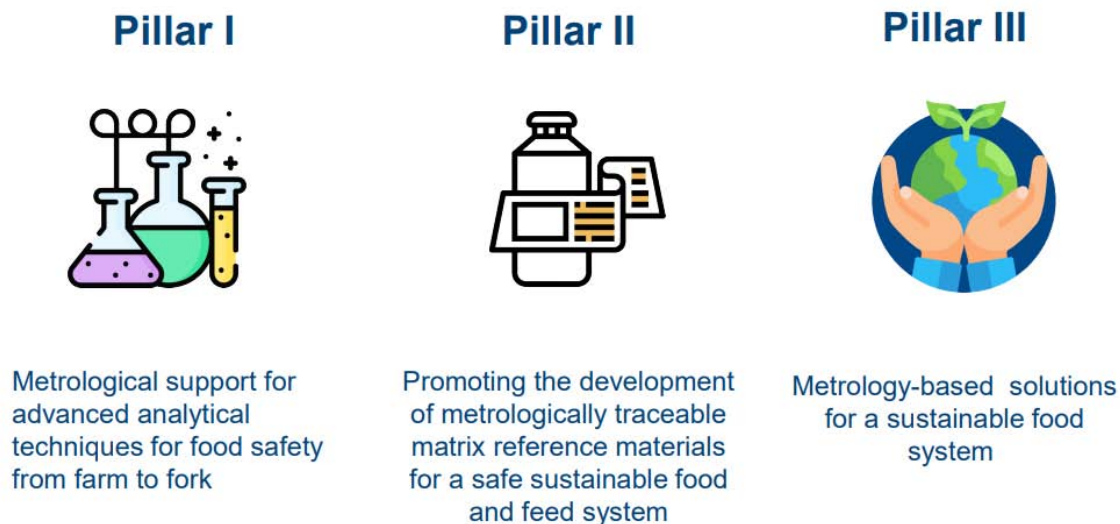 Pillar I
Pillar II
Pillar III
Metrological support for
advanced analytical
techniques for food safety
from farm to fork
Promoting the development
of metrologically traceable
matrix reference materials
for a safe sustainable food
and feed system
Metrology-based solutions
for a sustainable food
system